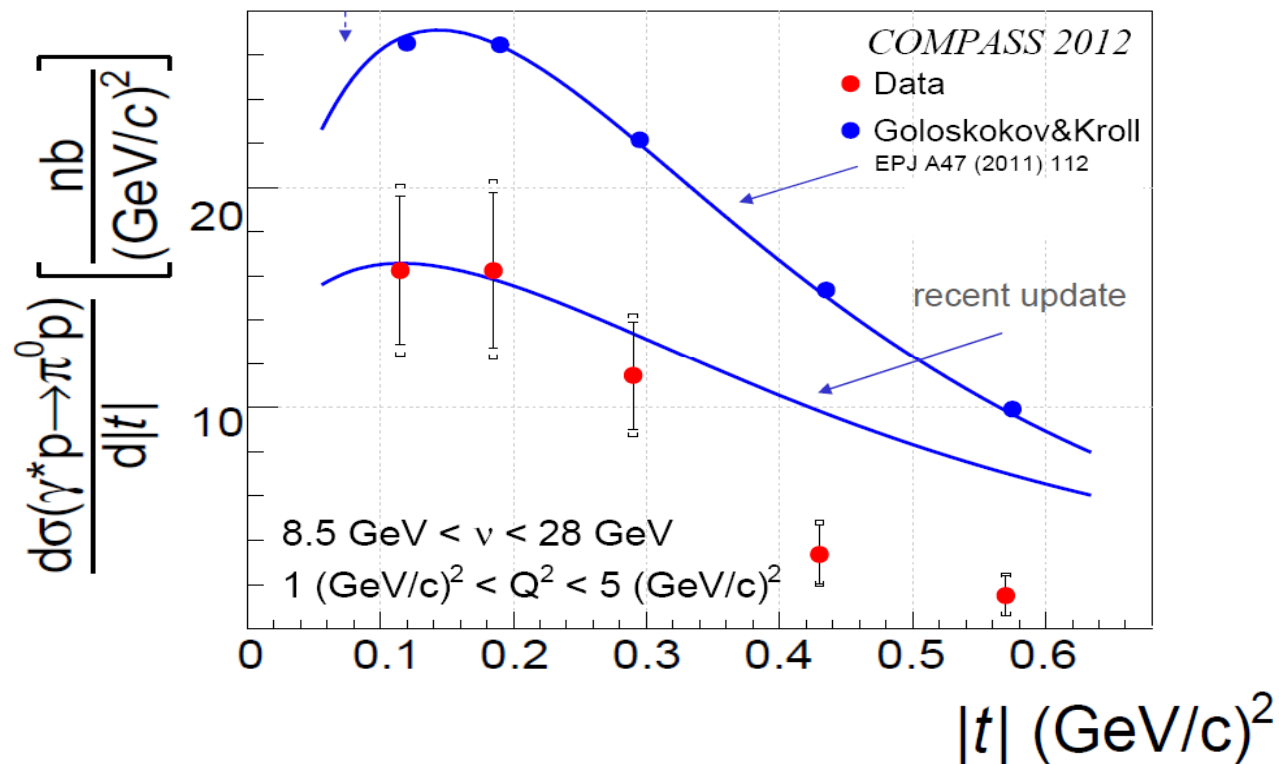 COMPASS 2012
Data
Goloskokov&Kroll
EPJ A47 (2011) 112
recent update
dσ(γ*p→π⁰p)
d|t|
[ nb
(GeV/c)² ]
20
10
8.5 GeV < ν < 28 GeV
1 (GeV/c)² < Q² < 5 (GeV/c)²
0 0.1 0.2 0.3 0.4 0.5 0.6
|t| (GeV/c)²